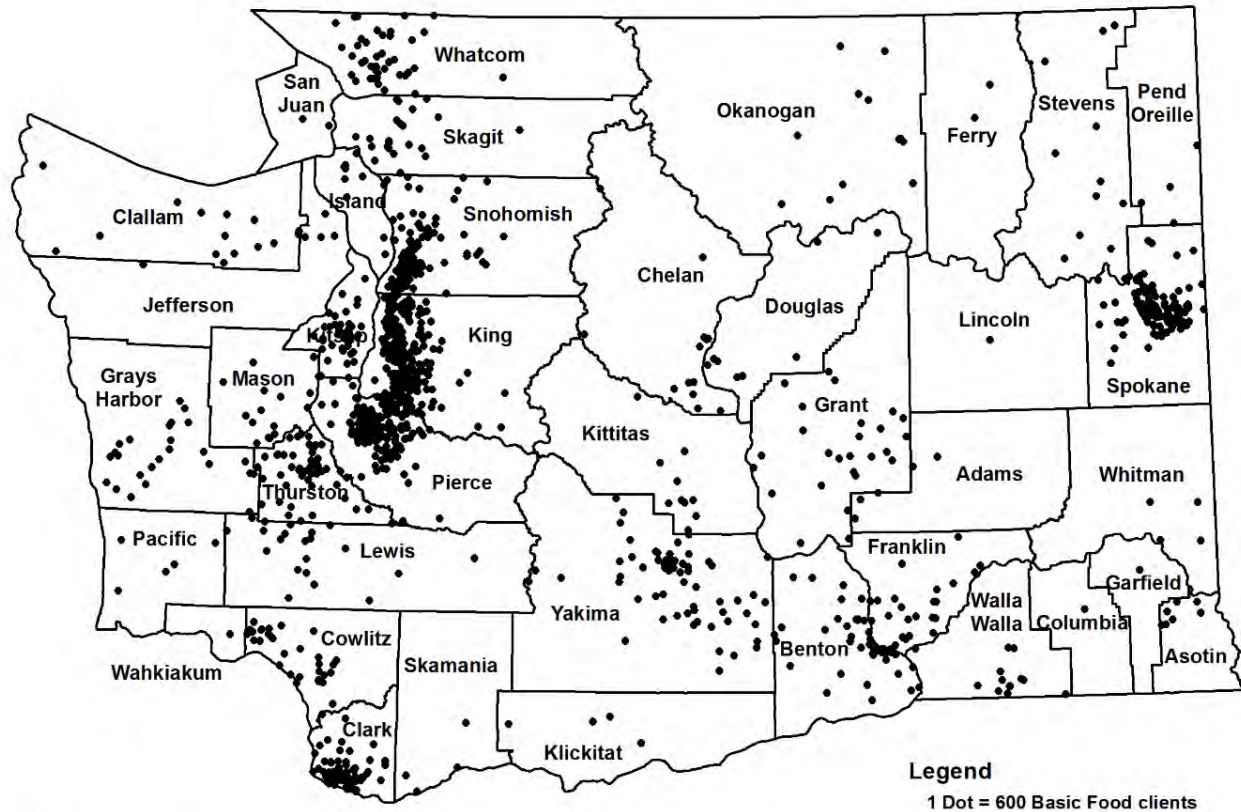 Whatcom
San
Juan
Okanogan
Stevens
Pend
Oreille
Skagit
Ferry
Island
Snohomish
Clallam
Chelan
Jefferson
Douglas
Lincoln
Kitsap
King
Grays
Harbor
Mason
Spokane
Grant
Kittitas
Adams
Whitman
Thurston
Pierce
Pacific
Lewis
Franklin
Garfield
Yakima
Walla
Walla
Columbia
Cowlitz
Benton
Asotin
Wahkiakum
Skamania
Clark
Klickitat
Legend
1 Dot = 600 Basic Food clients